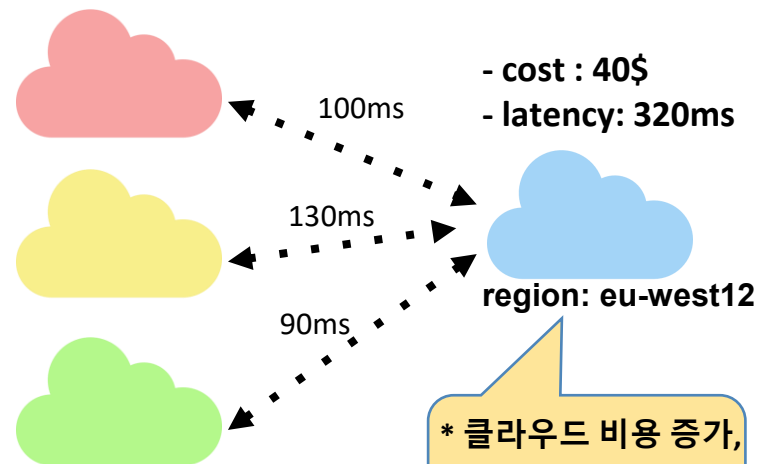 - cost : 40$
- latency: 320ms
100ms
130ms
90ms
region: eu-west12
* 클라우드 비용 증가,